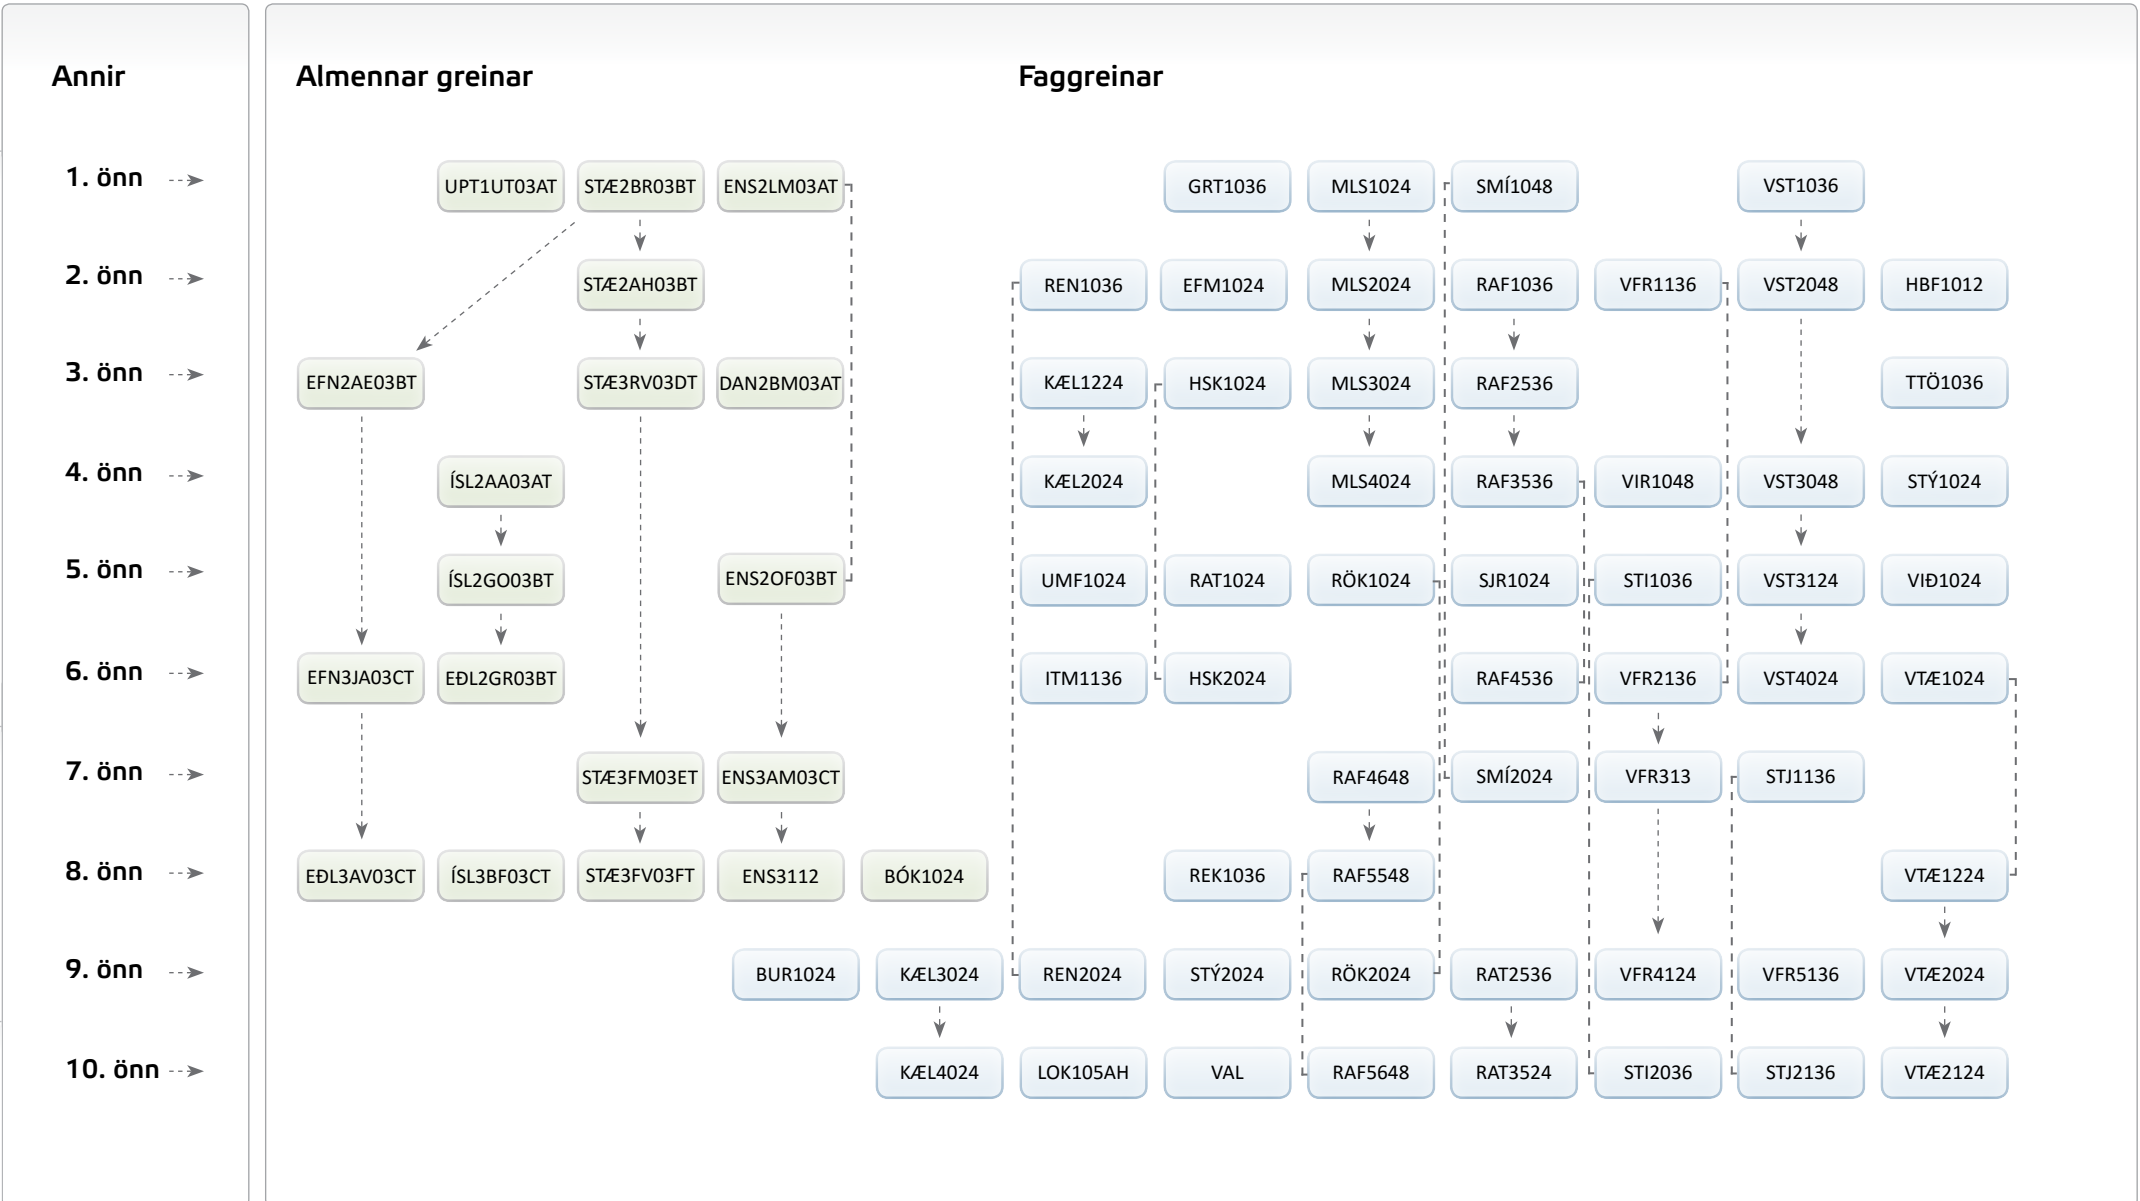 Annir Almennar greinar Faggreinar
1. önn UPT1UT03AT STÆ2BR03BT ENS2LM03AT GRT1036 MLS1024 SMÍ1048 VST1036
2. önn STÆ2AH03BT REN1036 EFM1024 MLS2024 RAF1036 VFR1136 VST2048 HBF1012
3. önn EFN2AE03BT STÆ3RV03DT DAN2BM03AT KÆL1224 HSK1024 MLS3024 RAF2536 TTÖ1036
4. önn ÍSL2AA03AT KÆL2024 MLS4024 RAF3536 VIR1048 VST3048 STÝ1024
5. önn ÍSL2GO03BT ENS2OF03BT UMF1024 RAT1024 RÖK1024 SJR1024 STI1036 VST3124 VIÐ1024
6. önn EFN3JA03CT EÐL2GR03BT ITM1136 HSK2024 RAF4536 VFR2136 VST4024 VTÆ1024
7. önn STÆ3FM03ET ENS3AM03CT RAF4648 SMÍ2024 VFR313 STJ1136
8. önn EÐL3AV03CT ÍSL3BF03CT STÆ3FV03FT ENS3112 BÓK1024 REK1036 RAF5548 VTÆ1224
9. önn BUR1024 KÆL3024 REN2024 STÝ2024 RÖK2024 RAT2536 VFR4124 VFR5136 VTÆ2024
10. önn KÆL4024 LOK105AH VAL RAF5648 RAT3524 STI2036 STJ2136 VTÆ2124